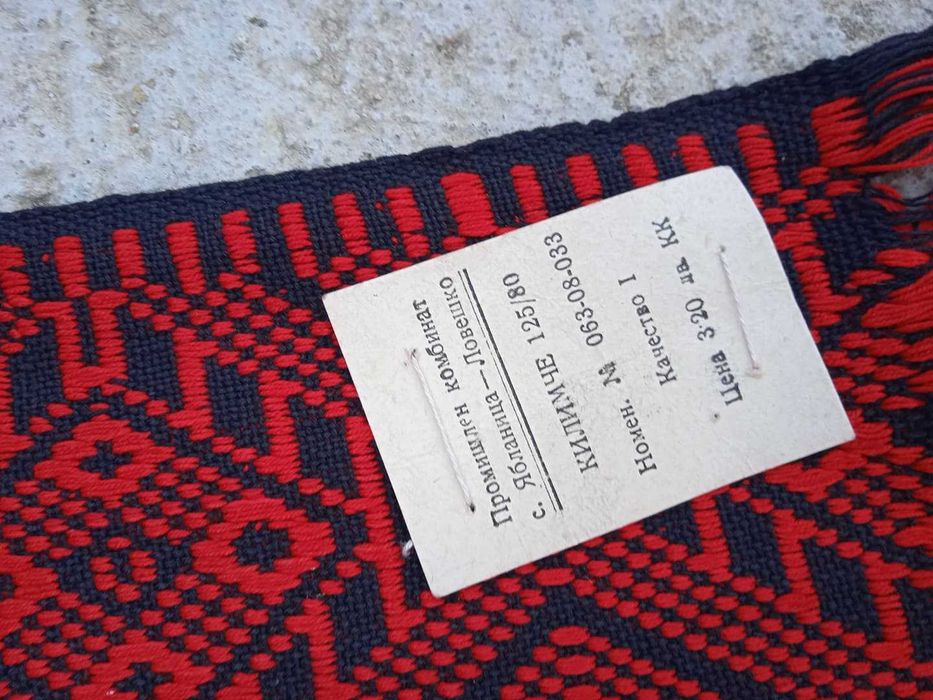 Промишлен комбинат
с. Ябланица — Ловешко
КИЛИМЧЕ 125/80
Номен. № 063-08-033
Качество I
Цена 3·20 лв. КК